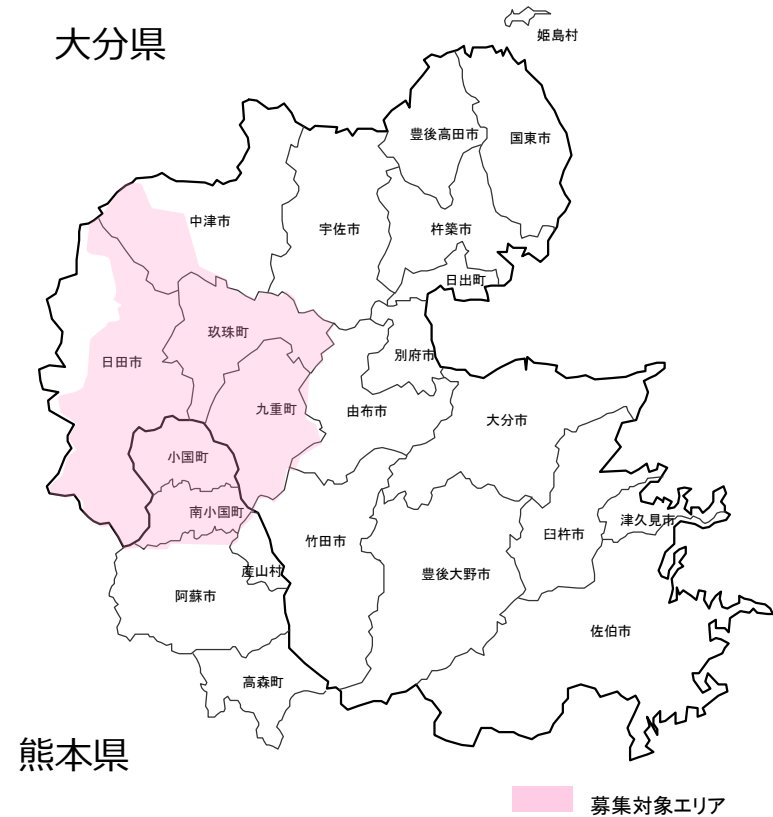 大分県
姫島村
豊後高田市
国東市
中津市
宇佐市
杵築市
日出町
玖珠町
日田市
別府市
九重町
由布市
大分市
小国町
南小国町
津久見市
臼杵市
竹田市
産山村
豊後大野市
阿蘇市
佐伯市
高森町
熊本県
募集対象エリア